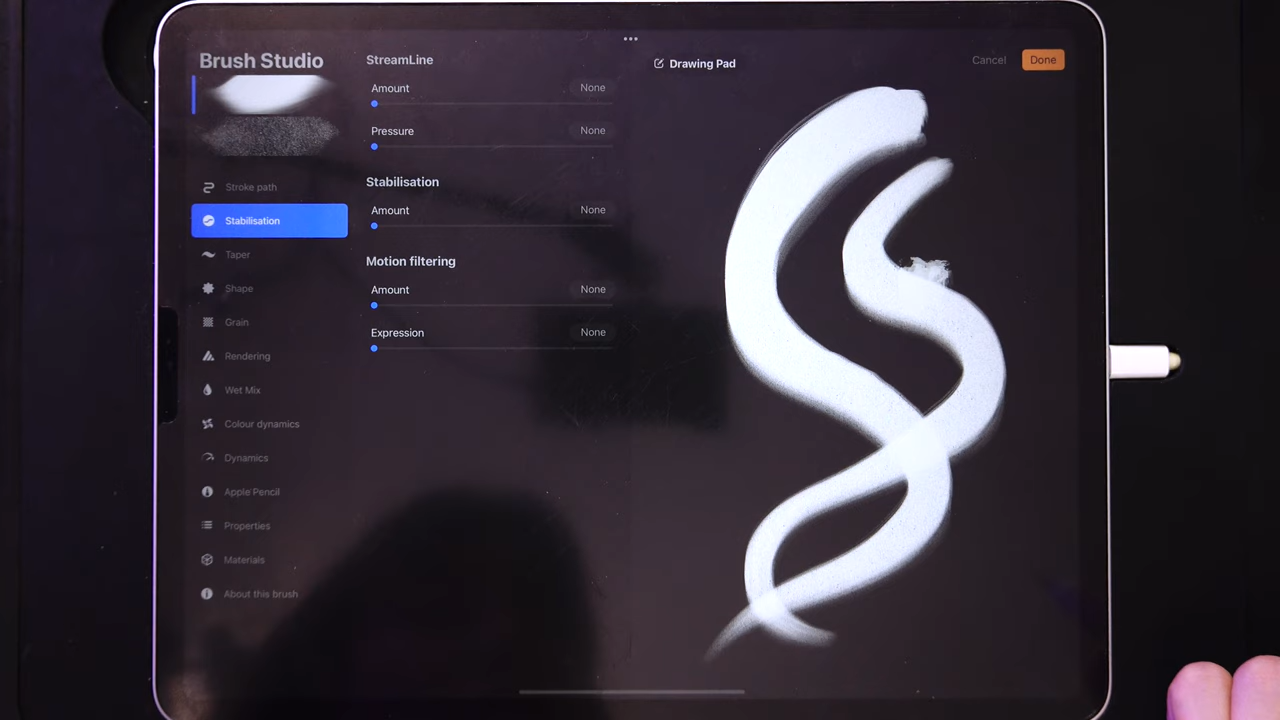 Brush Studio
Stroke path
Stabilisation
Taper
Shape
Grain
Rendering
Wet Mix
Colour dynamics
Dynamics
Apple Pencil
Properties
Materials
About this brush
StreamLine
Amount None
Pressure None
Stabilisation
Amount None
Motion filtering
Amount None
Expression None
Drawing Pad
Cancel Done